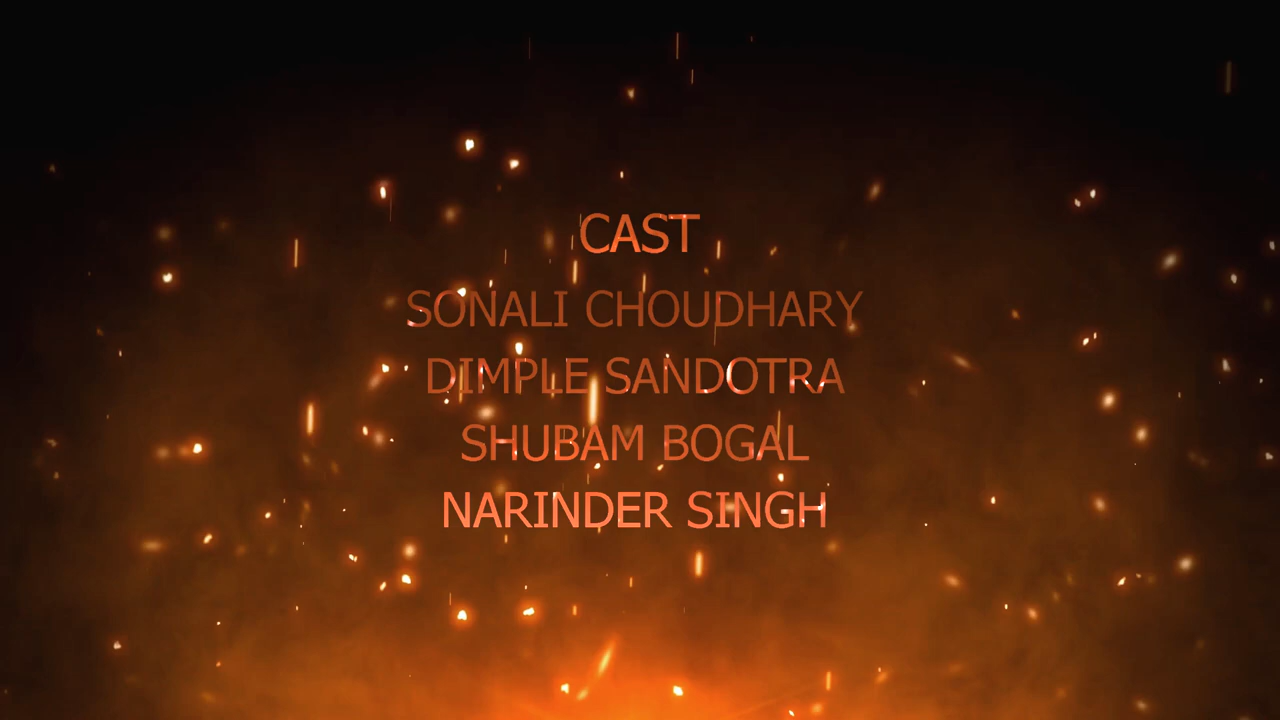 CAST
SONALI CHOUDHARY
DIMPLE SANDOTRA
SHUBAM BOGAL
NARINDER SINGH